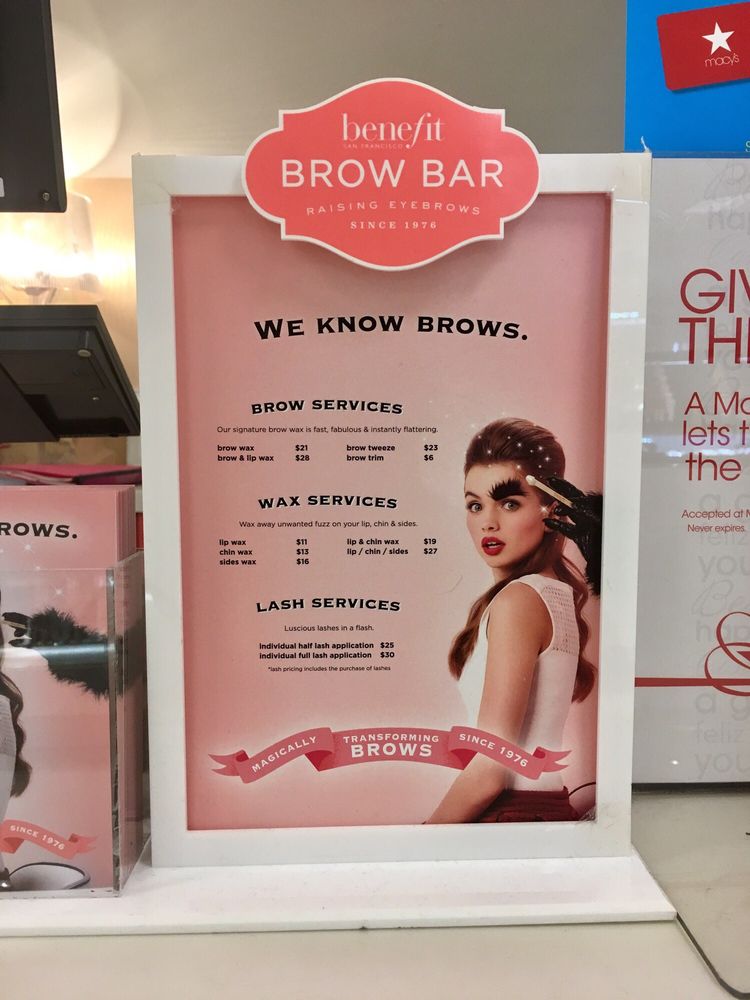 benefit
SAN FRANCISCO
BROW BAR
RAISING EYEBROWS
SINCE 1976
WE KNOW BROWS.
BROW SERVICES
Our signature brow wax is fast, fabulous & instantly flattering.
brow wax $21 brow tweeze $23
brow & lip wax $28 brow trim $6
WAX SERVICES
Wax away unwanted fuzz on your lip, chin & sides.
lip wax $11 lip & chin wax $19
chin wax $13 lip / chin / sides $27
sides wax $16
LASH SERVICES
Luscious lashes in a flash.
individual half lash application $25
individual full lash application $30
*lash pricing includes the purchase of lashes
MAGICALLY TRANSFORMING BROWS SINCE 1976
ROWS.
SINCE 1976
macy's
GIV
THI
A Ma
lets t
the
Accepted at M
Never expires.